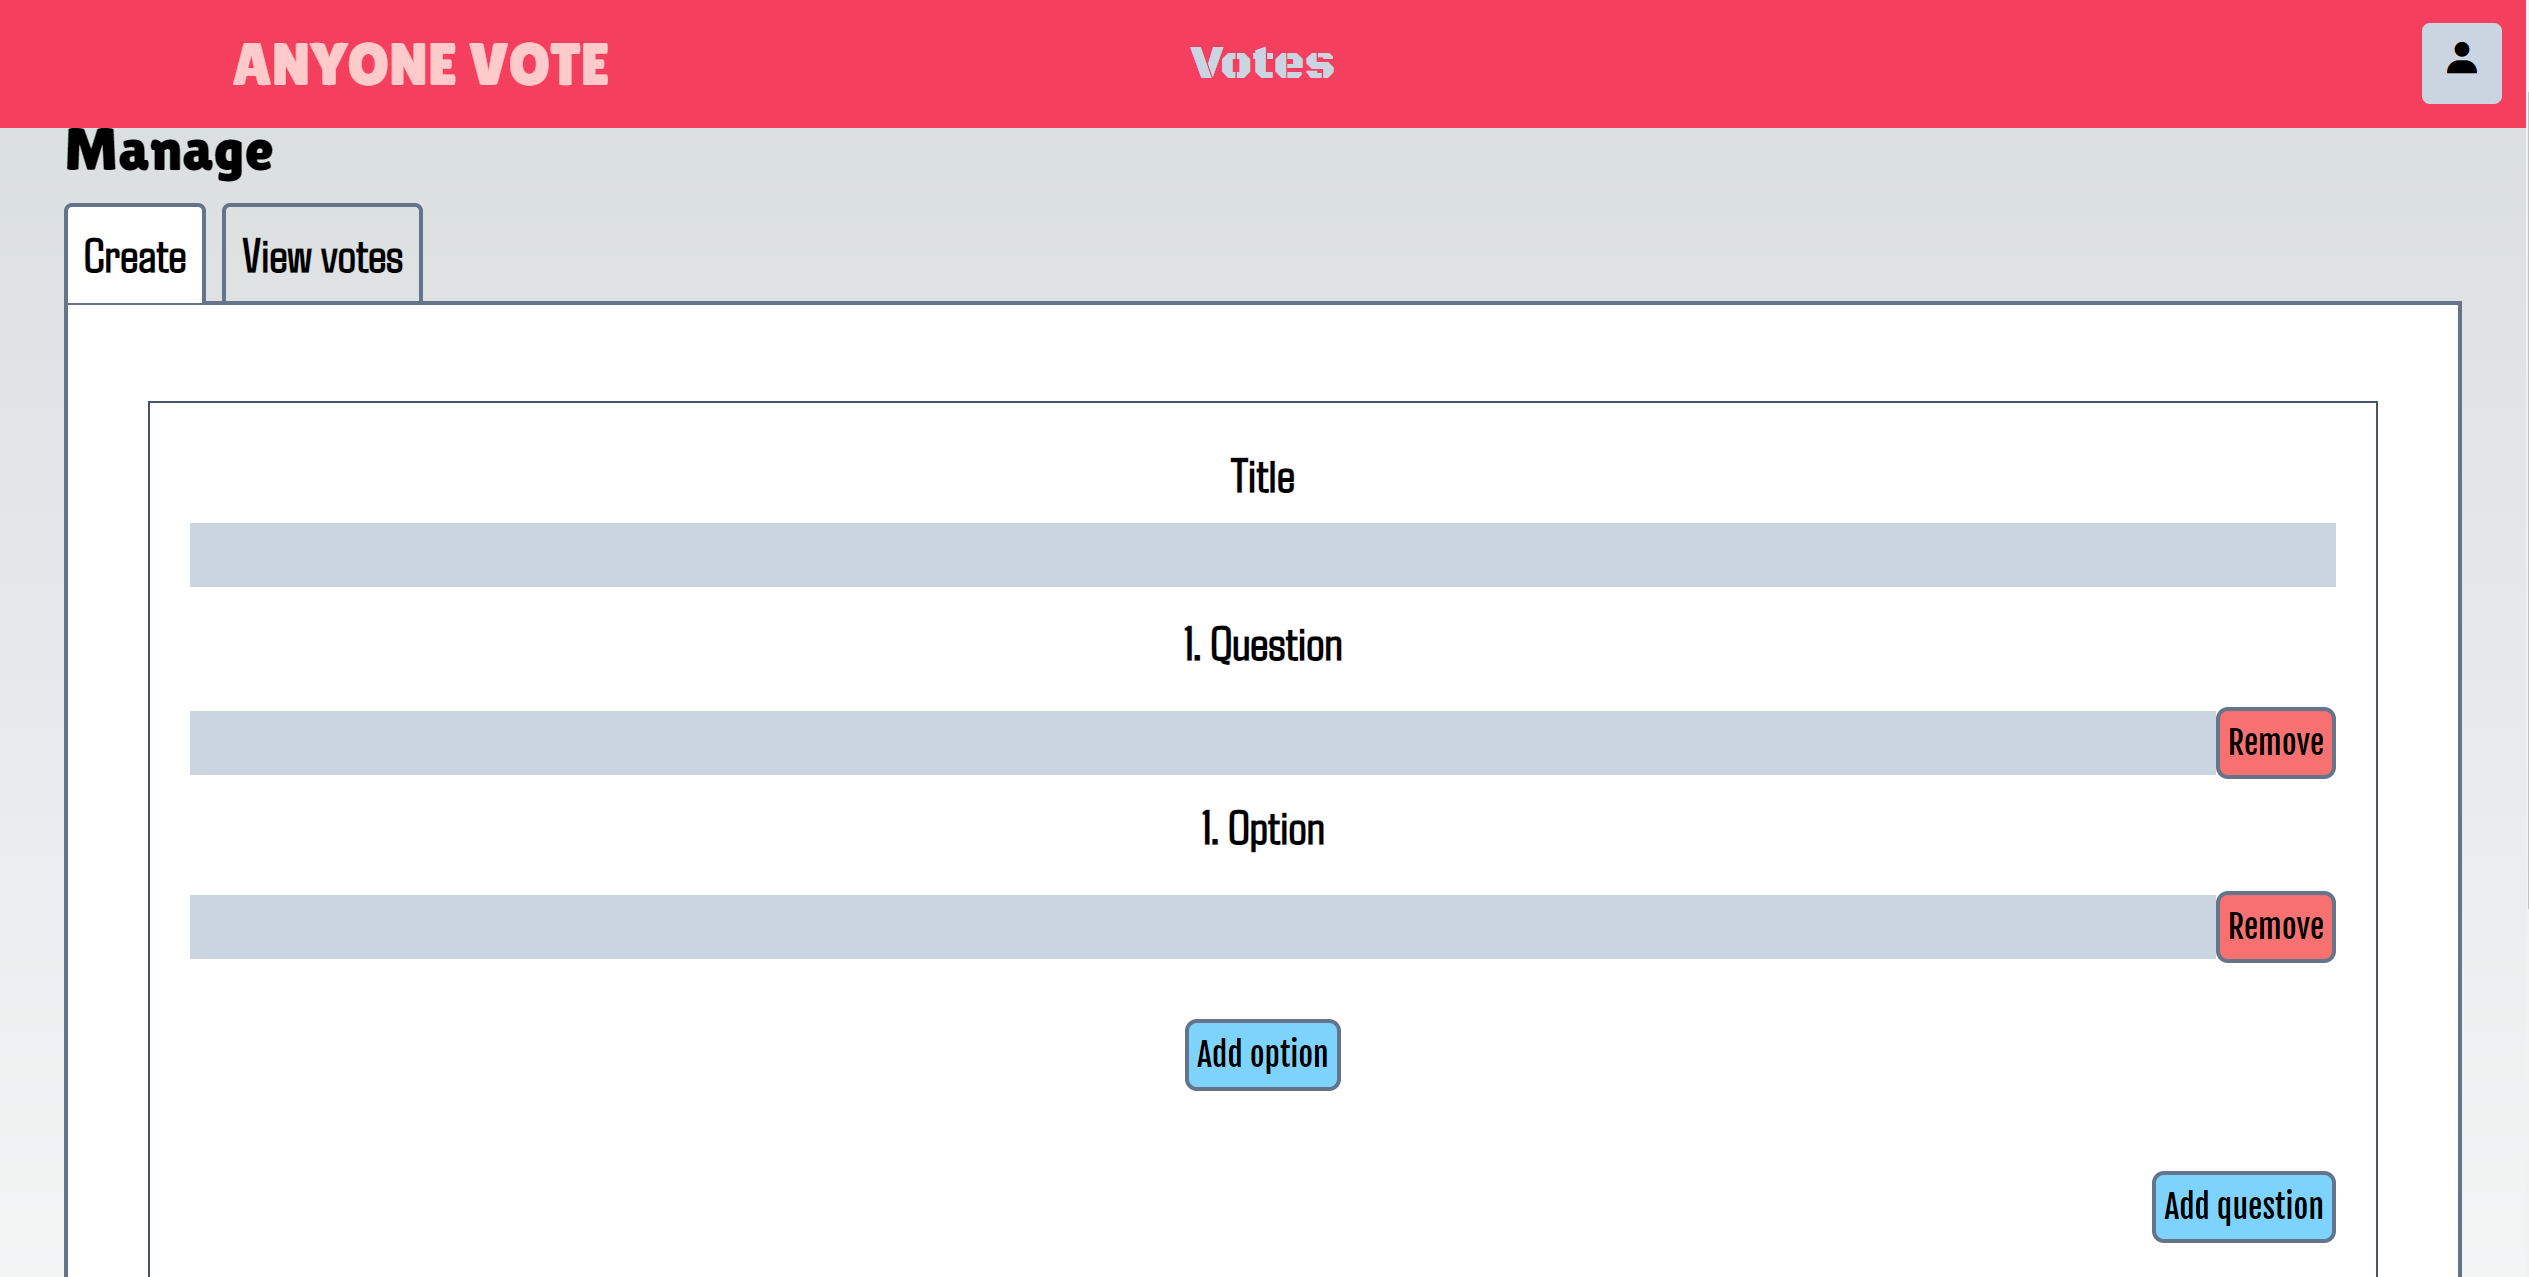 ANYONE VOTE
Votes
Manage
Create
View votes
Title
1. Question
Remove
1. Option
Remove
Add option
Add question